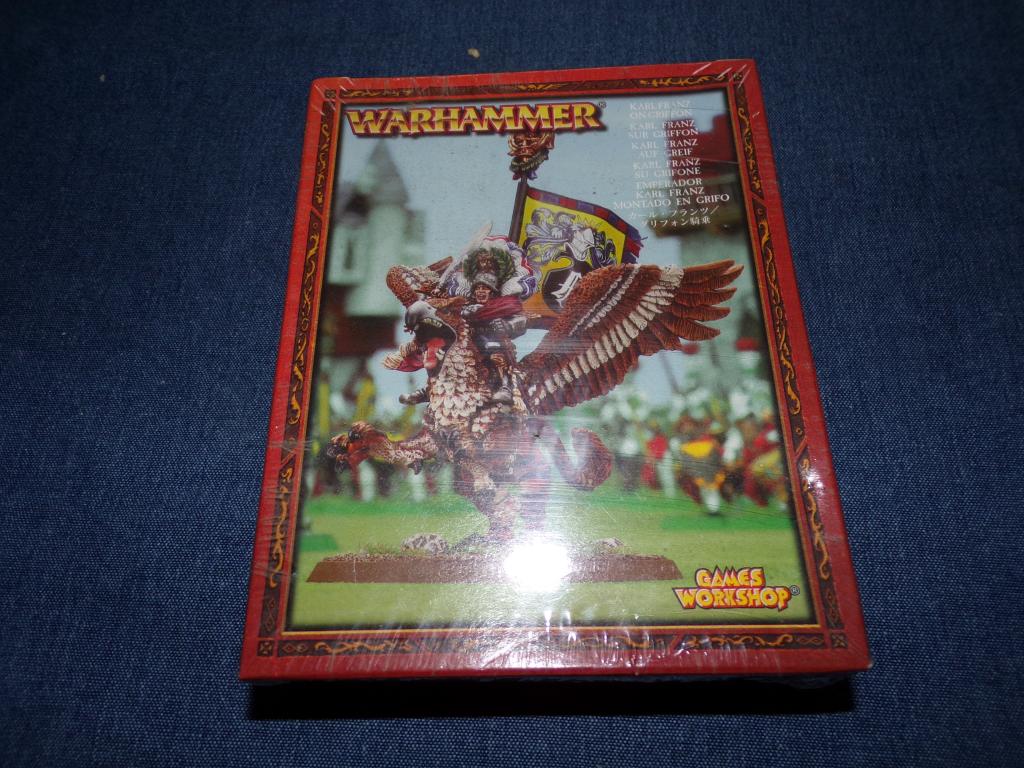 WARHAMMER®
KARL FRANZ
ON GRIFFON
KARL FRANZ
SUR GRIFFON
KARL FRANZ
AUF GREIF
KARL FRANZ
SU GRIFONE
EMPERADOR
KARL FRANZ
MONTADO EN GRIFO
カール・フランツ/
グリフォン騎乗
GAMES
WORKSHOP®